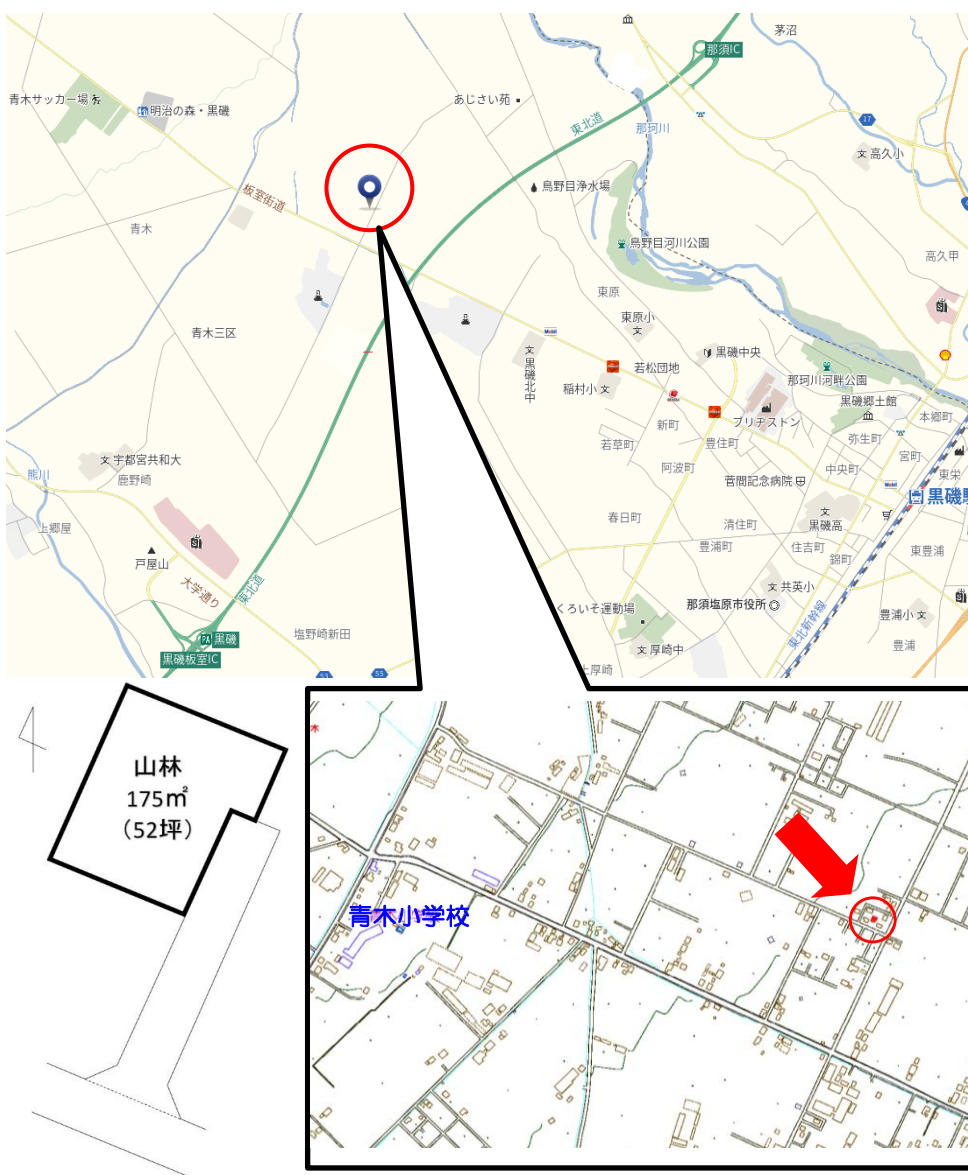 茅沼
那須IC
青木サッカー場
明治の森・黒磯
あじさい苑
東北道
那珂川
17
高久小
板室街道
鳥野目浄水場
青木
鳥野目河川公園
高久甲
東原
青木三区
東原小
黒磯北中
若松団地
黒磯中央
稲村小
那珂川河畔公園
黒磯郷土館
新町
ブリヂストン
本郷町
若草町
豊住町
弥生町
宮町
阿波町
中央町
東栄
宇都宮共和大
熊川
鹿野崎
菅間記念病院
黒磯駅
上郷屋
春日町
清住町
黒磯高
豊浦町
住吉町
錦町
東豊浦
戸屋山
大学通り
東北道
共英小
くろいそ運動場
那須塩原市役所
豊浦小
塩野崎新田
東北新幹線
豊浦
PA 黒磯
黒磯板室IC
厚崎中
上厚崎
53
55
山林
175㎡
（52坪）
木
青木小学校